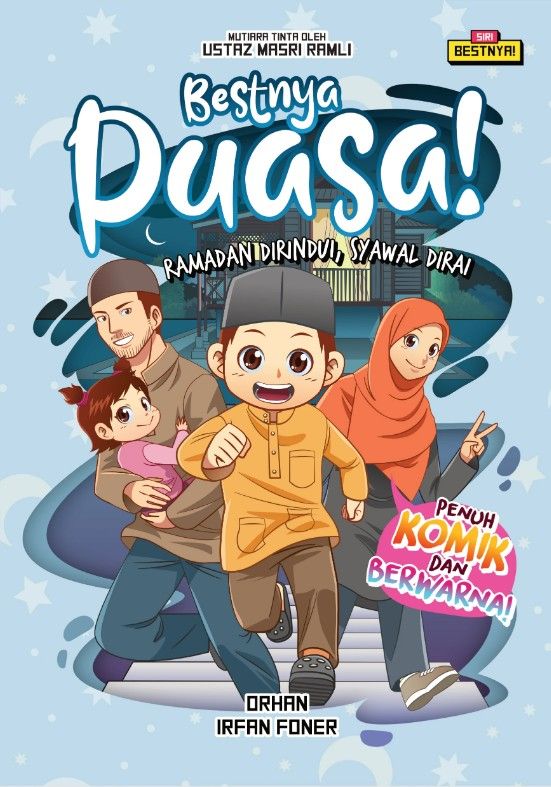 MUTIARA TINTA OLEH
USTAZ MASRI RAMLI
SIRI
BESTNYA!
Bestnya
Puasa!
RAMADAN DIRINDUI, SYAWAL DIRAI
PENUH
KOMIK
DAN
BERWARNA!
ORHAN
IRFAN FONER